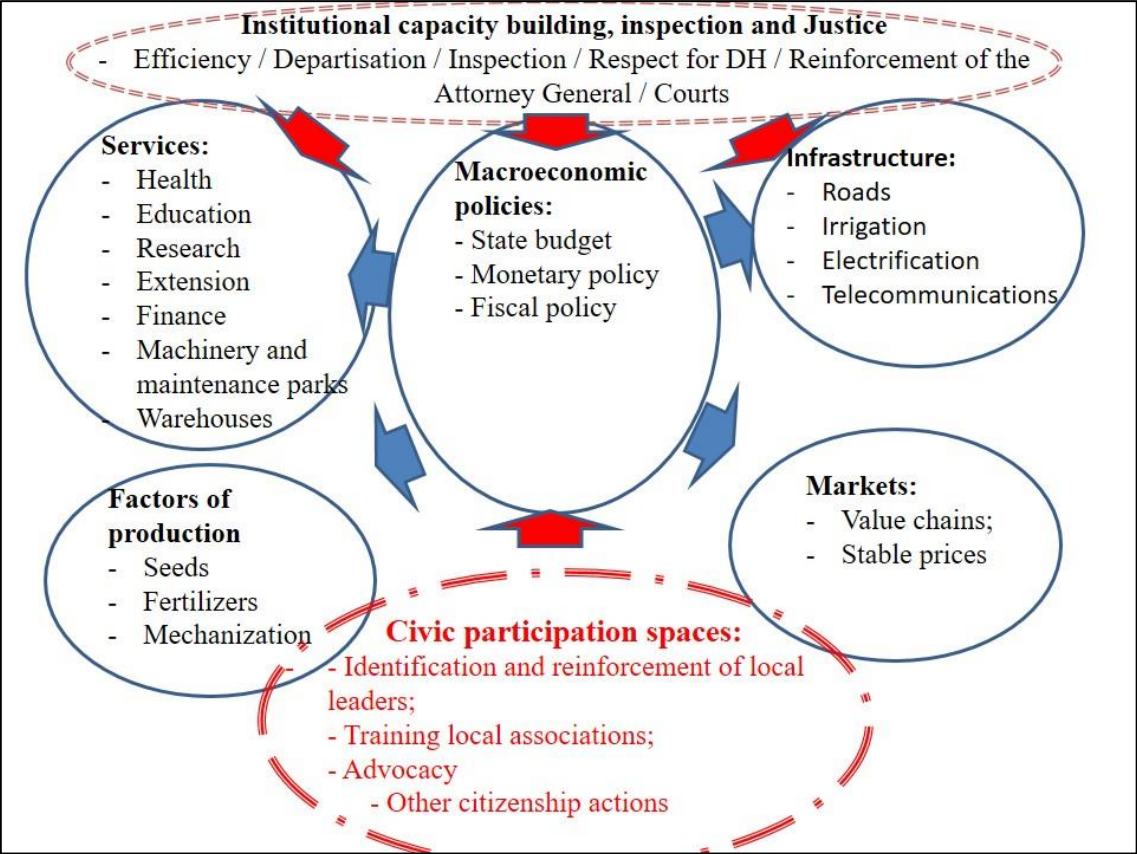 Institutional capacity building, inspection and Justice
- Efficiency / Departisation / Inspection / Respect for DH / Reinforcement of the
Attorney General / Courts
Services:
- Health
- Education
- Research
- Extension
- Finance
- Machinery and
maintenance parks
- Warehouses
Macroeconomic
policies:
- State budget
- Monetary policy
- Fiscal policy
Infrastructure:
- Roads
- Irrigation
- Electrification
- Telecommunications
Factors of
production
- Seeds
- Fertilizers
- Mechanization
Markets:
- Value chains;
- Stable prices
Civic participation spaces:
- - Identification and reinforcement of local
leaders;
- Training local associations;
- Advocacy
- Other citizenship actions